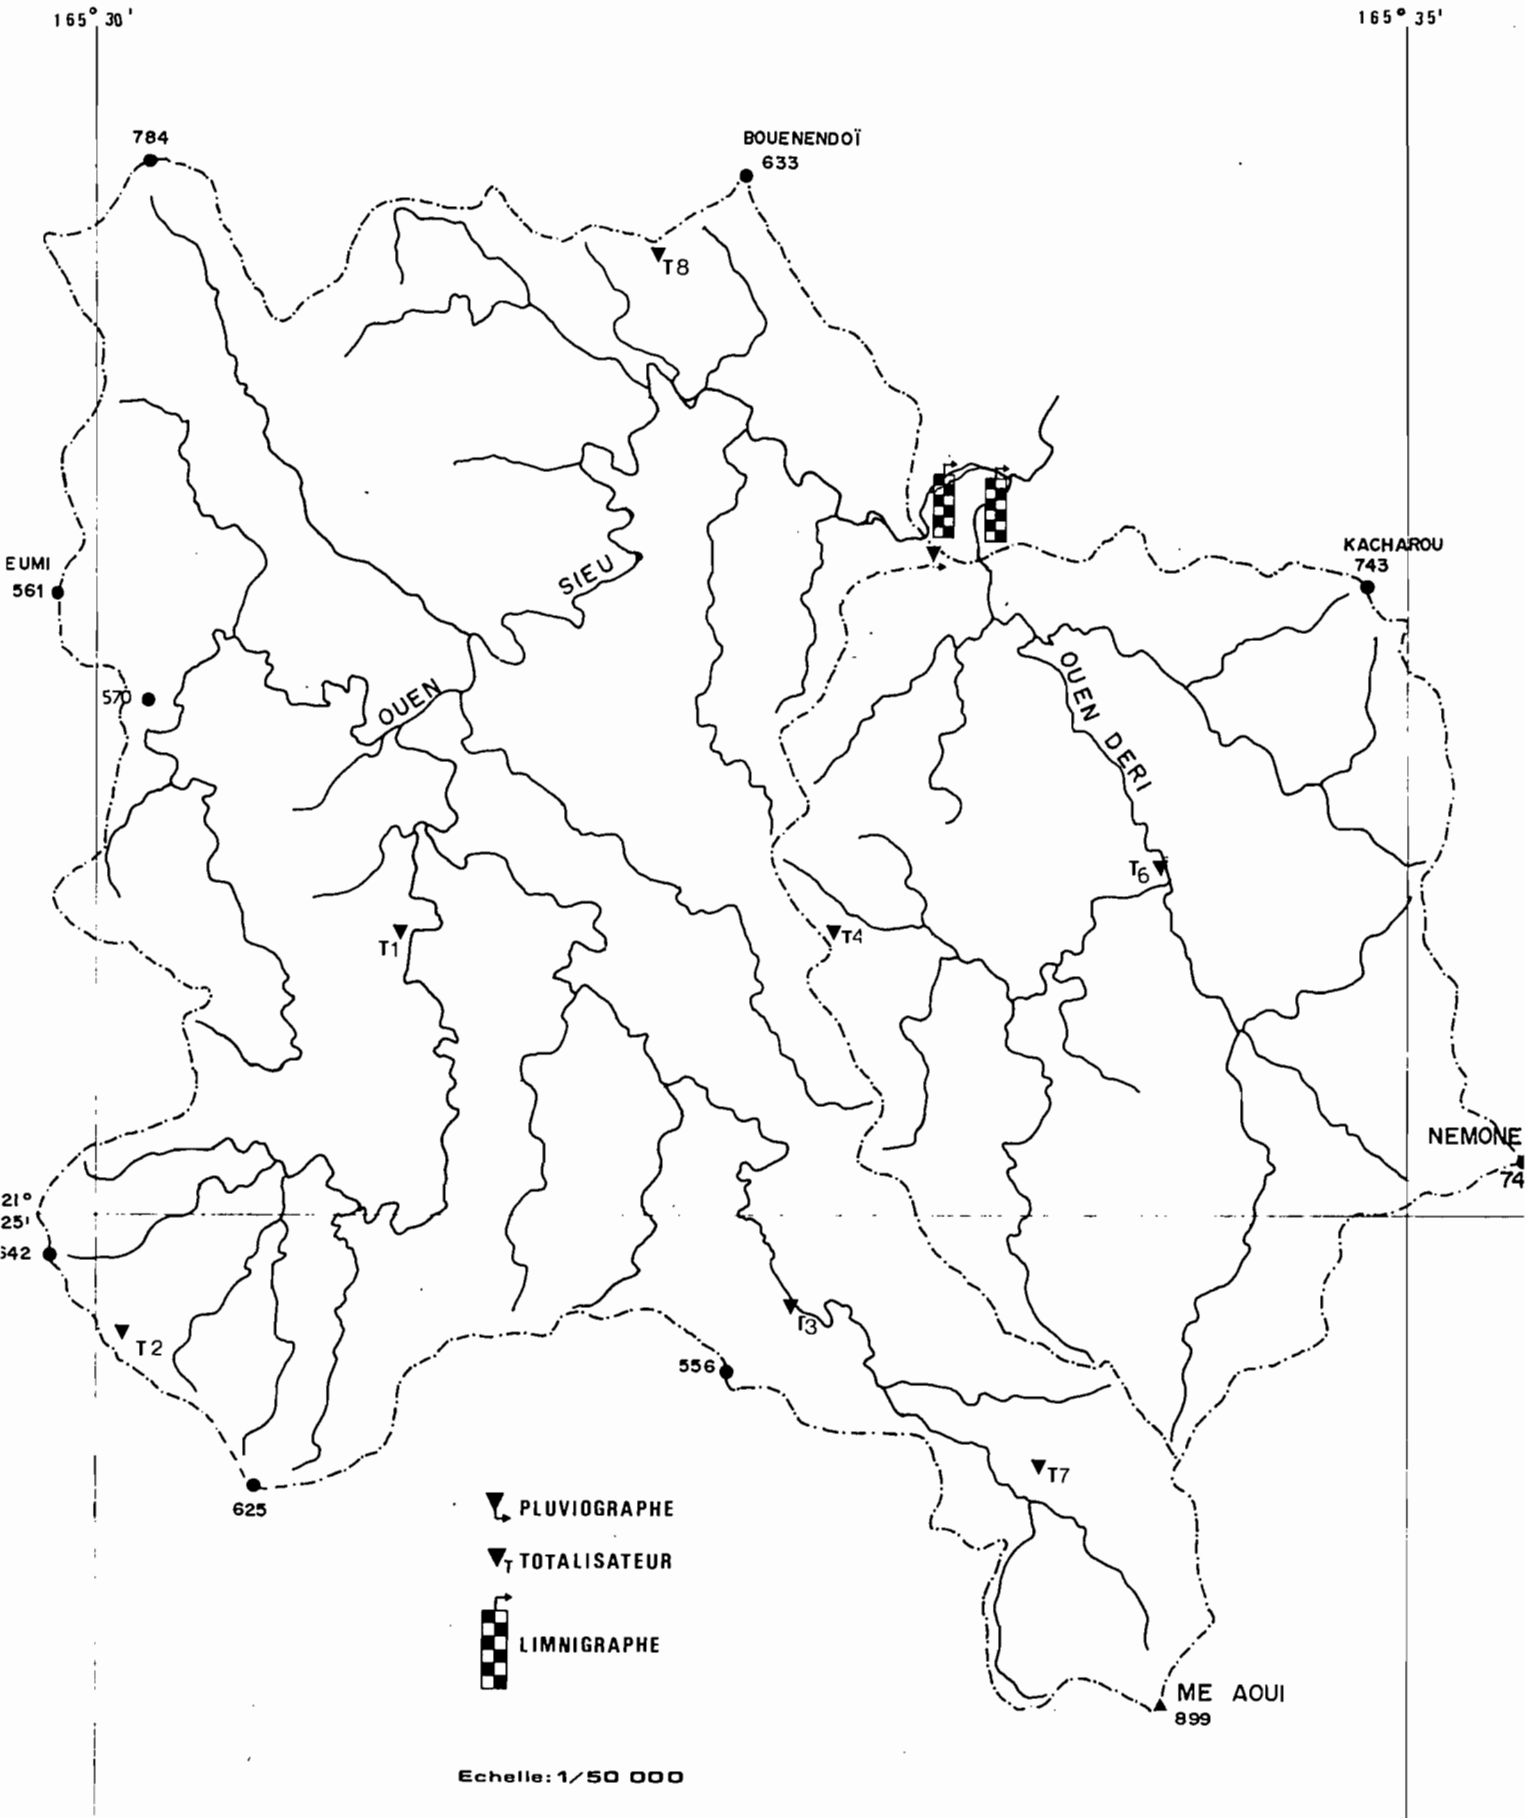 165° 30'
165° 35'
784
BOUENENDOÏ
633
T8
EUMI
561
KACHAROU
743
SIEU
OUEN
570
OUEN DERI
T6
T1
T4
NEMONE
74
21°
25'
642
T2
T3
556
T7
625
PLUVIOGRAPHE
T TOTALISATEUR
LIMNIGRAPHE
ME AOUI
899
Echelle: 1/50 000